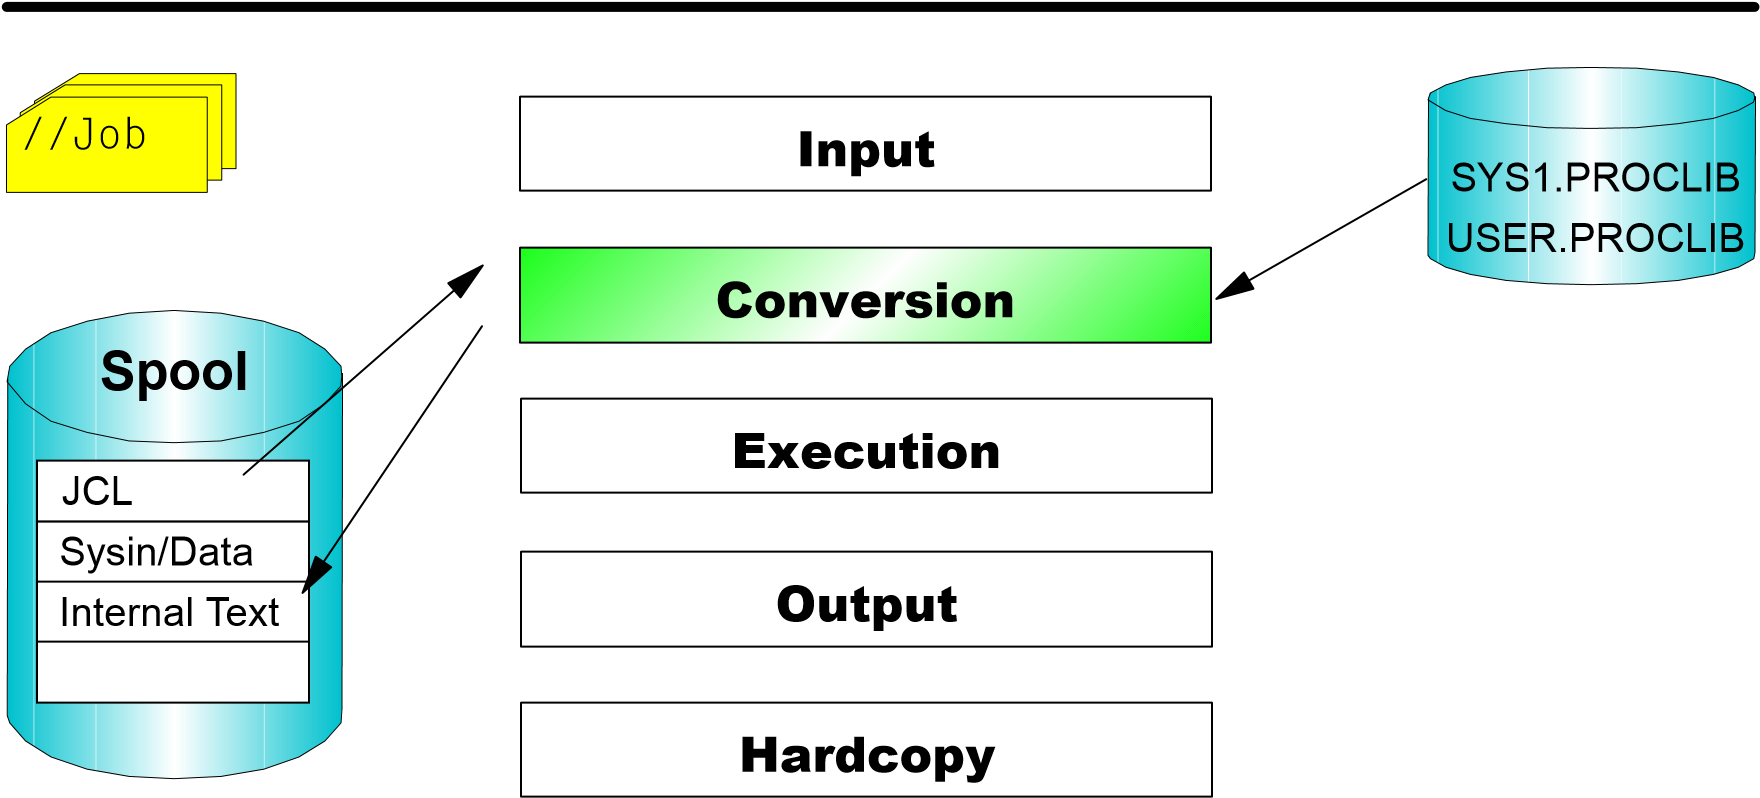 //Job
Input
SYS1.PROCLIB
USER.PROCLIB
Conversion
Spool
JCL
Sysin/Data
Internal Text
Execution
Output
Hardcopy